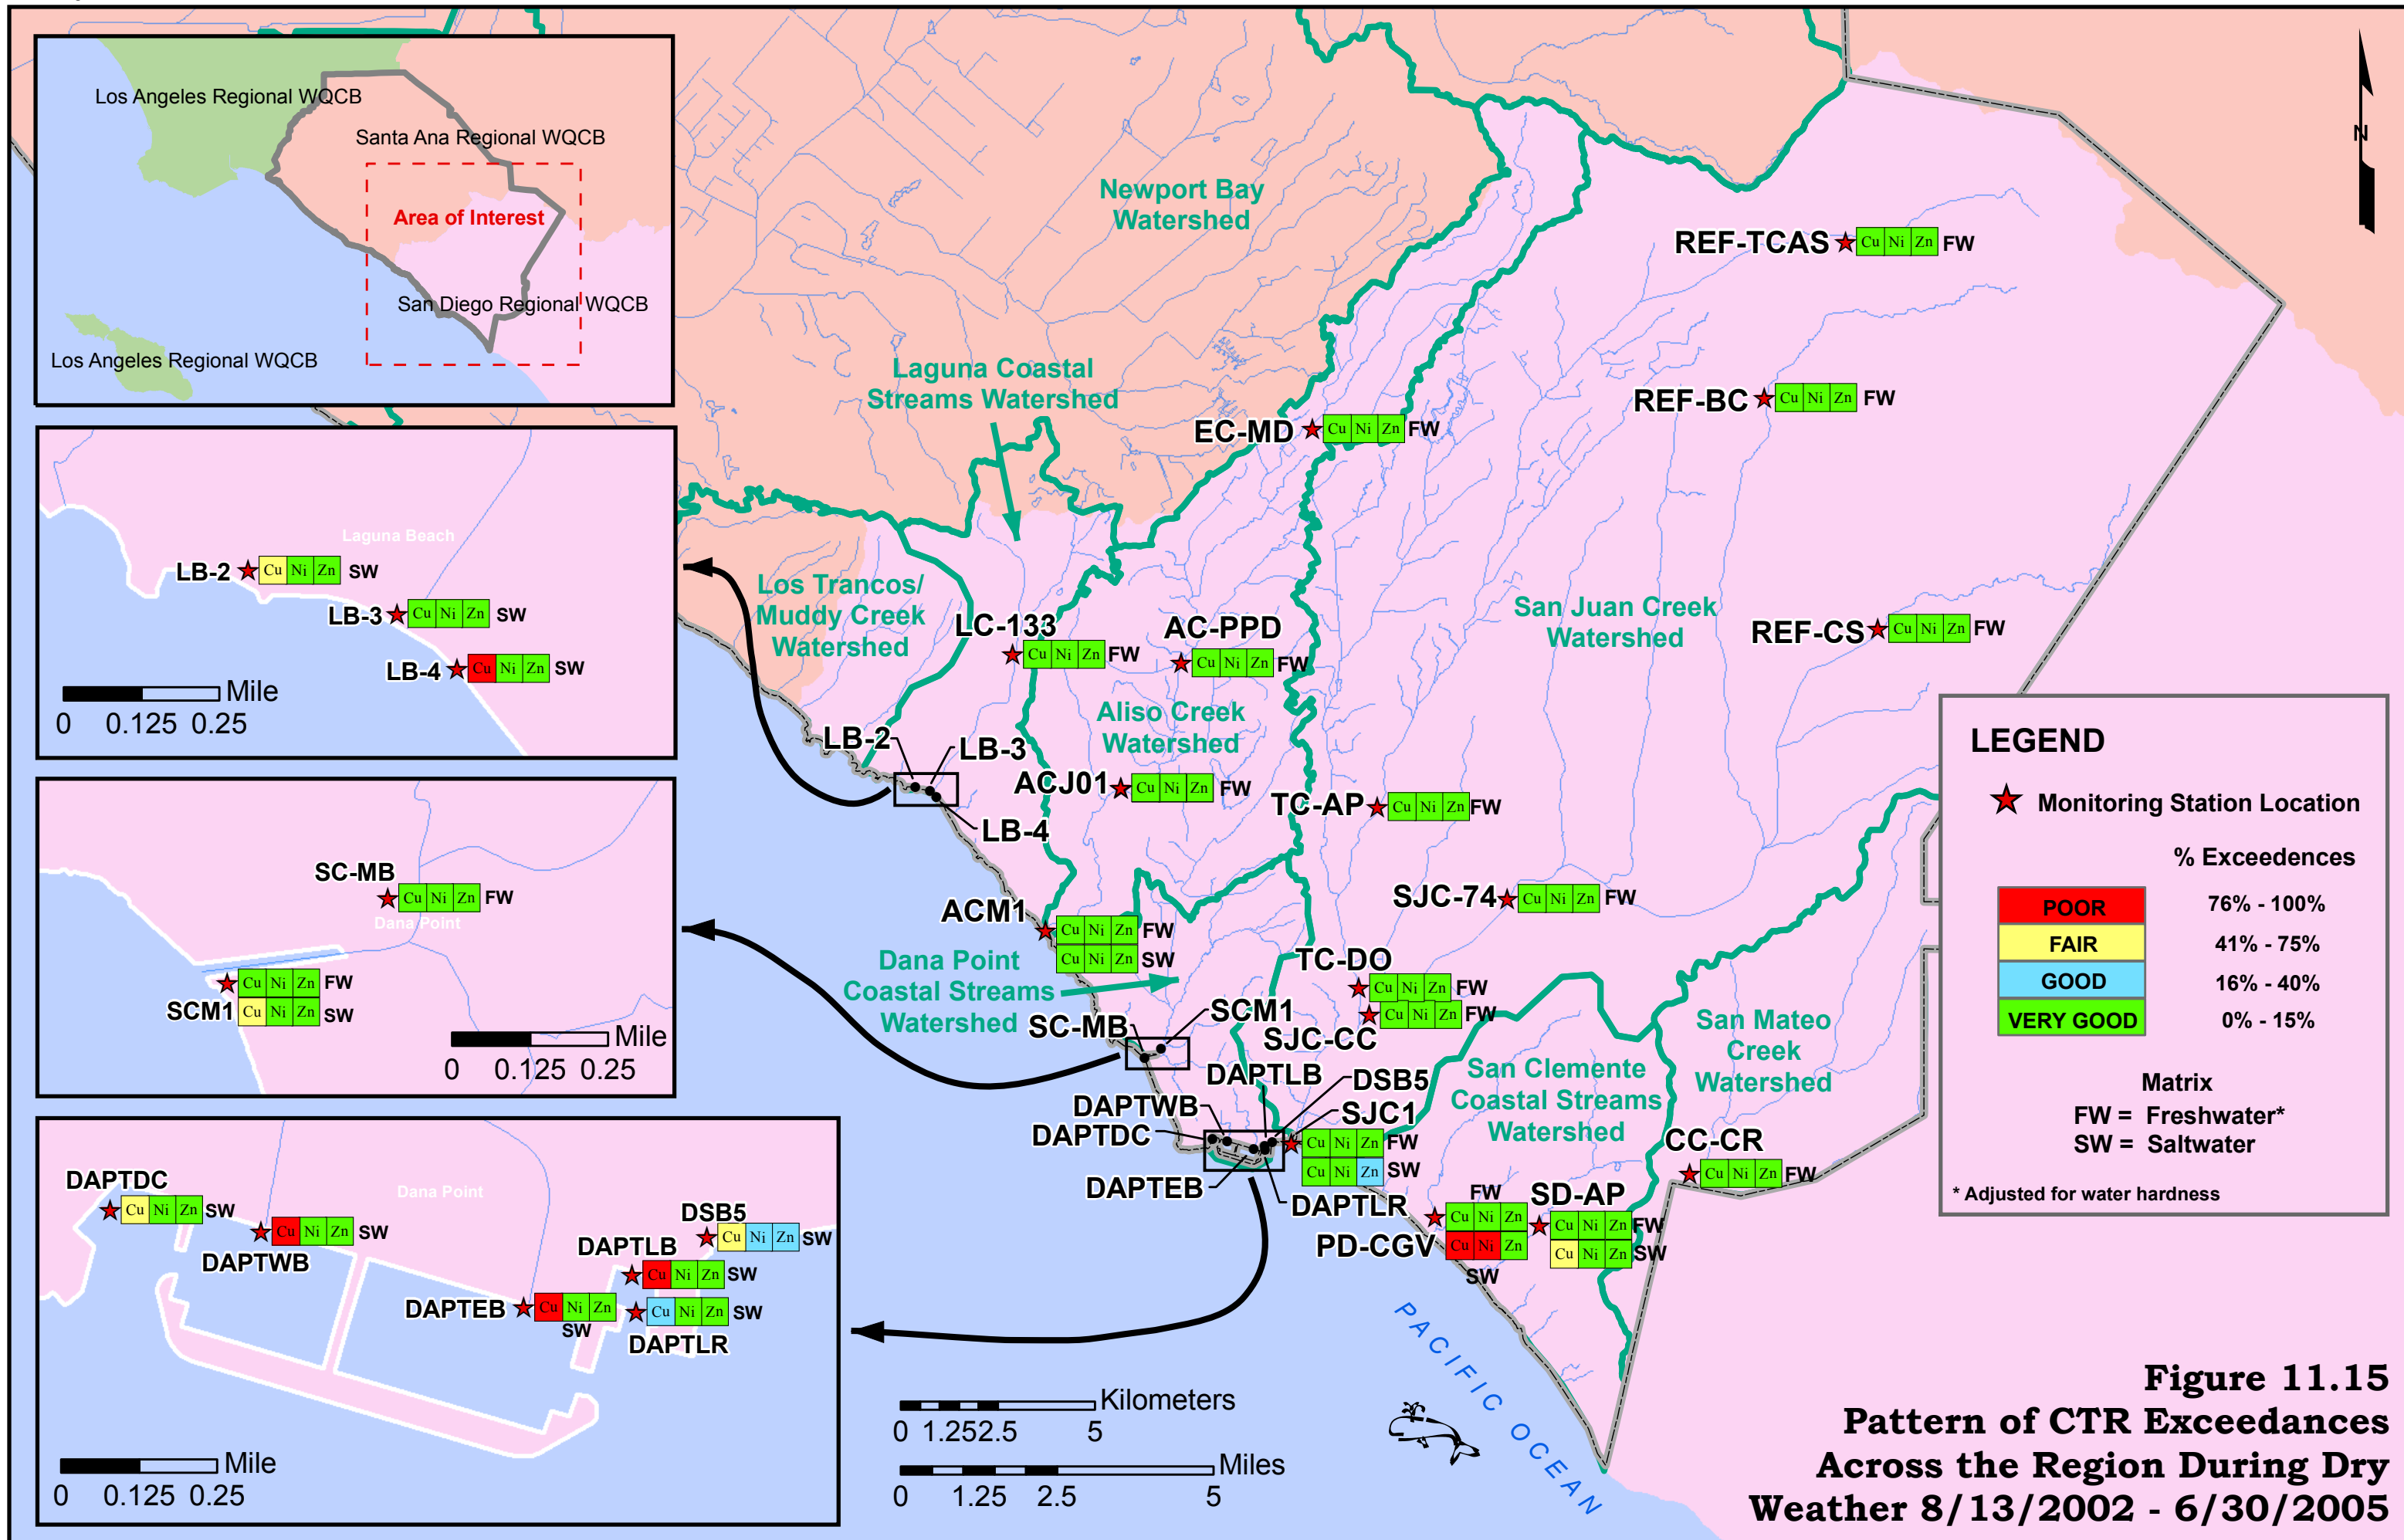 Los Angeles Regional WQCB
Santa Ana Regional WQCB
Area of Interest
San Diego Regional WQCB
Los Angeles Regional WQCB
Laguna Beach
LB-2 Cu Ni Zn SW
LB-3 Cu Ni Zn SW
LB-4 Cu Ni Zn SW
Mile
0 0.125 0.25
SC-MB
Cu Ni Zn FW
Dana Point
Cu Ni Zn FW
SCM1 Cu Ni Zn SW
Mile
0 0.125 0.25
DAPTDC
Cu Ni Zn SW
Dana Point
Cu Ni Zn SW
DAPTWB
DSB5
Cu Ni Zn SW
DAPTLB
Cu Ni Zn SW
DAPTEB Cu Ni Zn
SW
Cu Ni Zn SW
DAPTLR
Mile
0 0.125 0.25
Newport Bay
Watershed
Laguna Coastal
Streams Watershed
EC-MD Cu Ni Zn FW
REF-TCAS Cu Ni Zn FW
REF-BC Cu Ni Zn FW
REF-CS Cu Ni Zn FW
Los Trancos/
Muddy Creek
Watershed
LC-133
Cu Ni Zn FW
AC-PPD
Cu Ni Zn FW
San Juan Creek
Watershed
Aliso Creek
Watershed
LB-2
LB-3
LB-4
ACJ01 Cu Ni Zn FW
TC-AP Cu Ni Zn FW
SJC-74 Cu Ni Zn FW
ACM1
Cu Ni Zn FW
Cu Ni Zn SW
Dana Point
Coastal Streams
Watershed
TC-DO
Cu Ni Zn FW
Cu Ni Zn FW
SJC-CC
SC-MB
SCM1
DAPTLB
DSB5
DAPTWB
SJC1
DAPTDC
Cu Ni Zn FW
Cu Ni Zn SW
DAPTEB
DAPTLR
San Clemente
Coastal Streams
Watershed
San Mateo
Creek
Watershed
CC-CR
Cu Ni Zn FW
FW
Cu Ni Zn
PD-CGV Cu Ni Zn
SW
SD-AP
Cu Ni Zn FW
Cu Ni Zn SW
LEGEND
Monitoring Station Location
% Exceedences
POOR 76% - 100%
FAIR 41% - 75%
GOOD 16% - 40%
VERY GOOD 0% - 15%
Matrix
FW = Freshwater*
SW = Saltwater
* Adjusted for water hardness
N
PACIFIC OCEAN
Kilometers
0 1.25 2.5 5
Miles
0 1.25 2.5 5
Figure 11.15
Pattern of CTR Exceedances
Across the Region During Dry
Weather 8/13/2002 - 6/30/2005